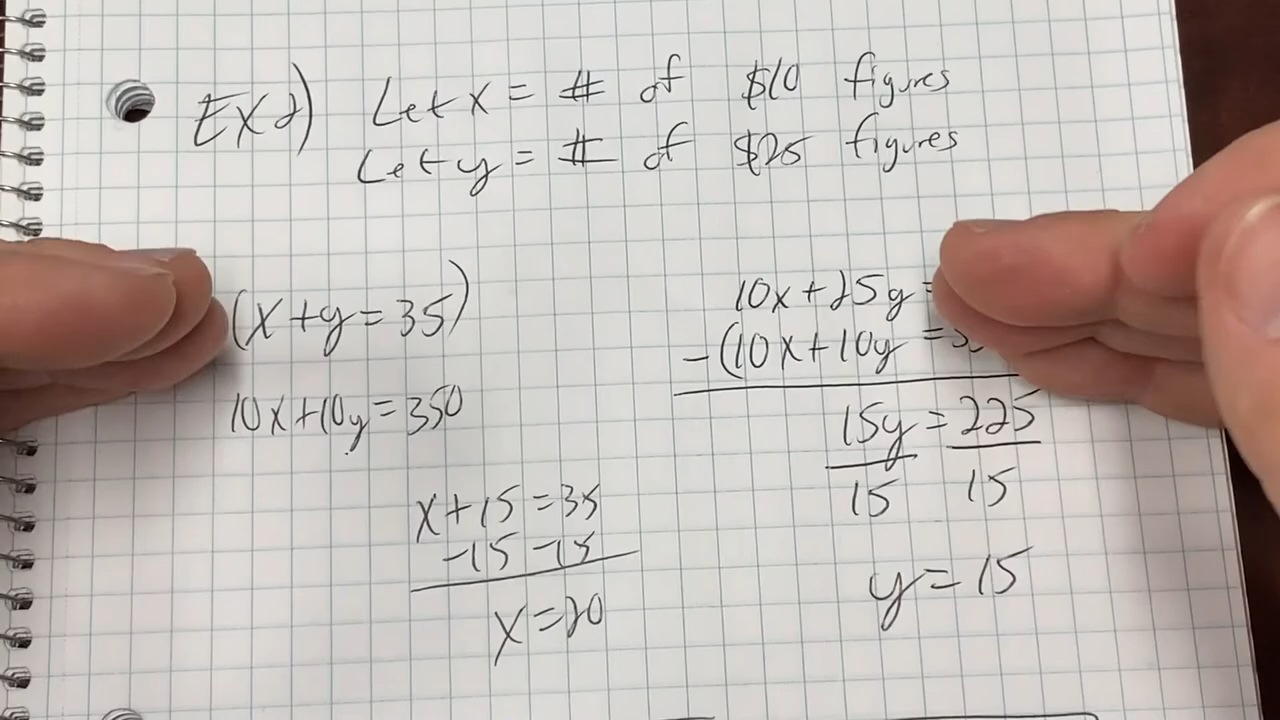 Ex 2) Let x = # of $10 figures
Let y = # of $25 figures
(x+y=35)
10x+10y=350
10x+25y=
-(10x+10y=
15y=225
15 15
y=15
x+15=35
-15 -15
x=20